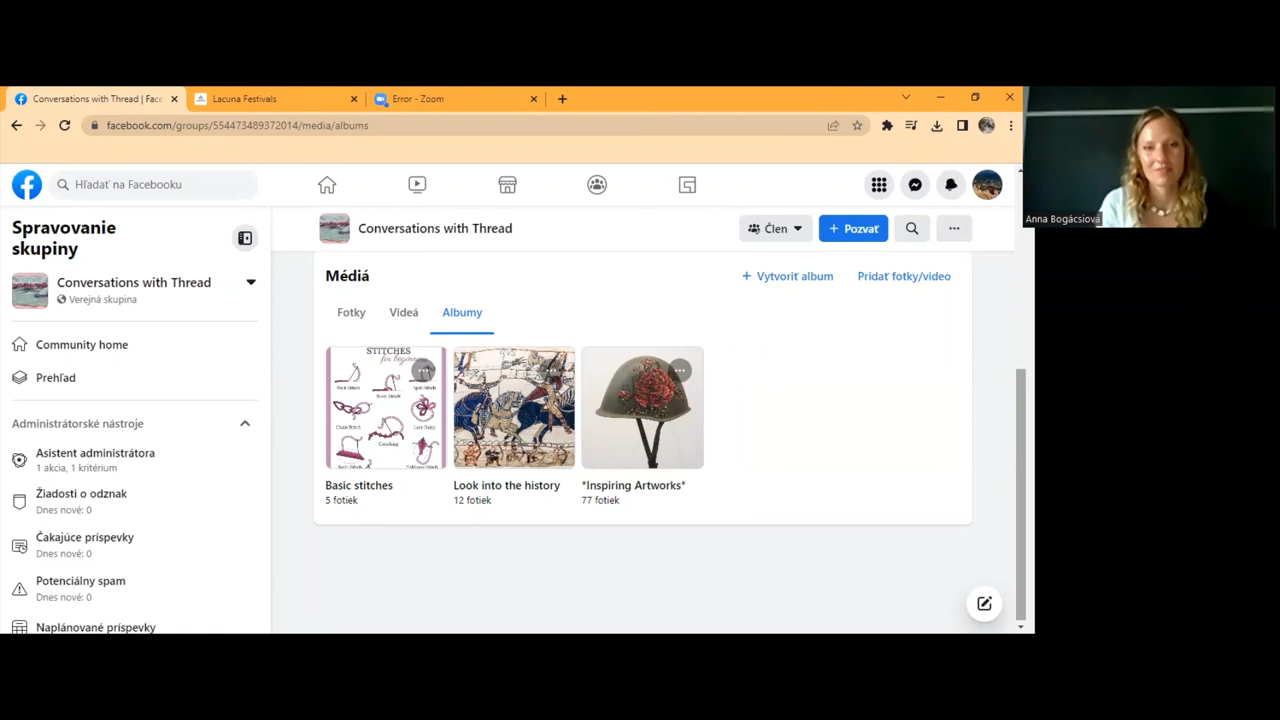 Conversations with Thread | Face
Lacuna Festivals
Error - Zoom
facebook.com/groups/554473489372014/media/albums
Hľadať na Facebooku
Spravovanie
skupiny
Conversations with Thread
Verejná skupina
Community home
Prehľad
Administrátorské nástroje
Asistent administrátora
1 akcia, 1 kritérium
Žiadosti o odznak
Dnes nové: 0
Čakajúce príspevky
Dnes nové: 0
Potenciálny spam
Dnes nové: 0
Naplánované príspevky
Conversations with Thread
Člen
+ Pozvať
Médiá
+ Vytvoriť album
Pridať fotky/video
Fotky
Videá
Albumy
STITCHES
for beginners
Basic stitches
5 fotiek
Look into the history
12 fotiek
*Inspiring Artworks*
77 fotiek
Anna Bogácsiová